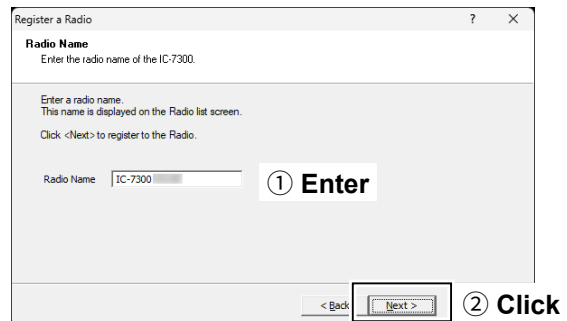 Register a Radio
? ×
Radio Name
Enter the radio name of the IC-7300.
Enter a radio name.
This name is displayed on the Radio list screen.
Click <Next> to register to the Radio.
Radio Name IC-7300
① Enter
< Back Next >
② Click